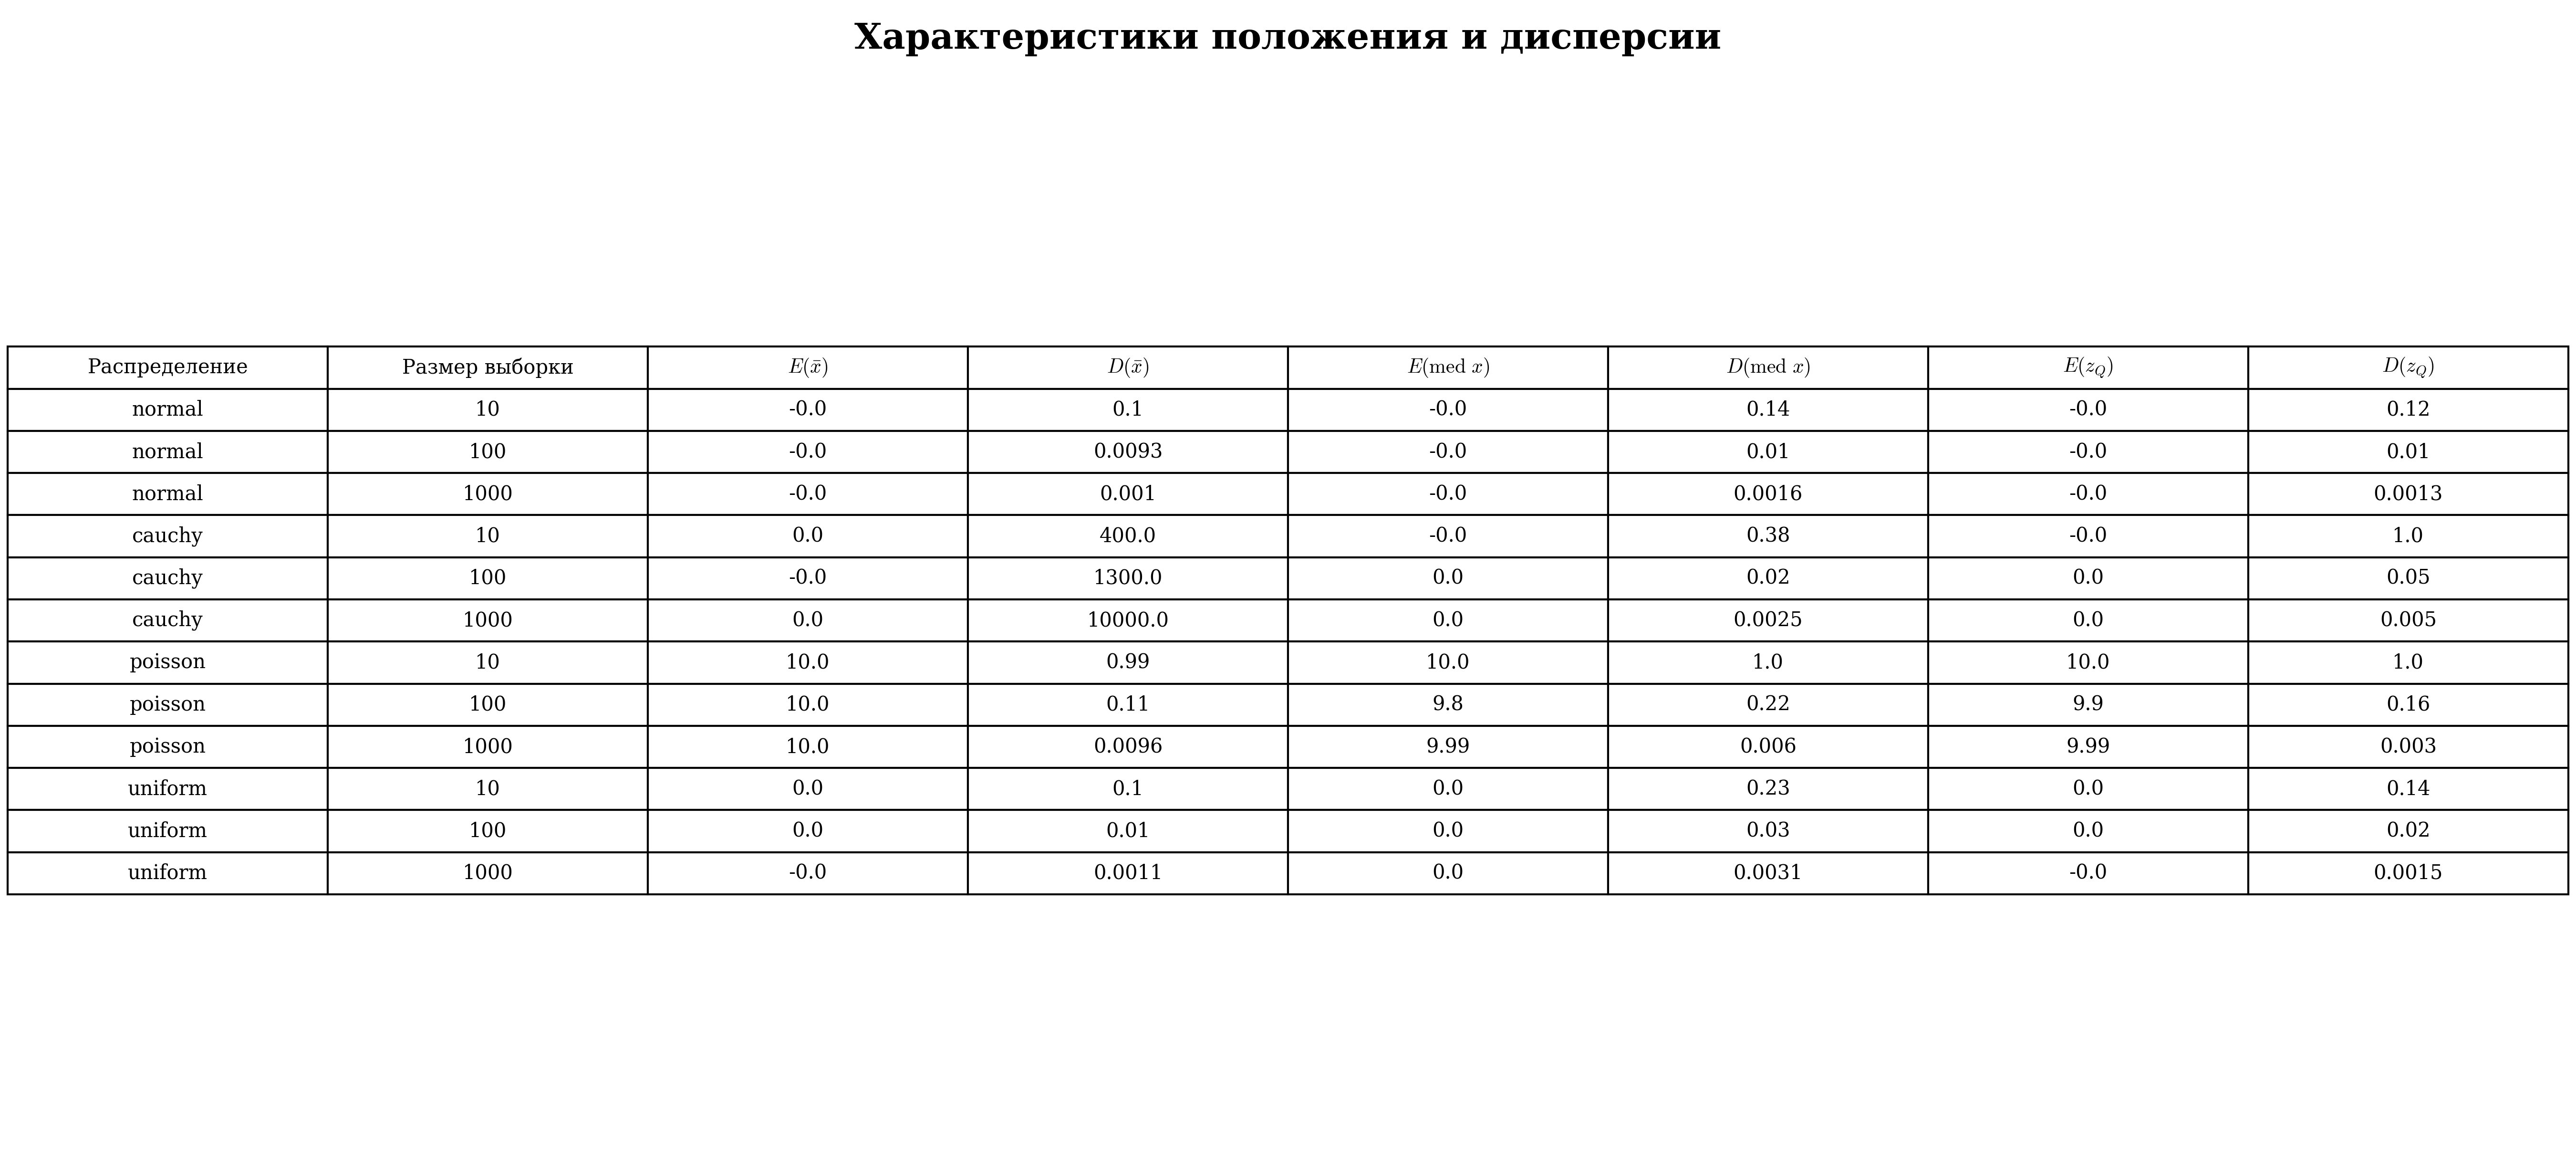 Характеристики положения и дисперсии
Распределение Размер выборки E(x̄) D(x̄) E(med x) D(med x) E(z_Q) D(z_Q)
normal 10 -0.0 0.1 -0.0 0.14 -0.0 0.12
normal 100 -0.0 0.0093 -0.0 0.01 -0.0 0.01
normal 1000 -0.0 0.001 -0.0 0.0016 -0.0 0.0013
cauchy 10 0.0 400.0 -0.0 0.38 -0.0 1.0
cauchy 100 -0.0 1300.0 0.0 0.02 0.0 0.05
cauchy 1000 0.0 10000.0 0.0 0.0025 0.0 0.005
poisson 10 10.0 0.99 10.0 1.0 10.0 1.0
poisson 100 10.0 0.11 9.8 0.22 9.9 0.16
poisson 1000 10.0 0.0096 9.99 0.006 9.99 0.003
uniform 10 0.0 0.1 0.0 0.23 0.0 0.14
uniform 100 0.0 0.01 0.0 0.03 0.0 0.02
uniform 1000 -0.0 0.0011 0.0 0.0031 -0.0 0.0015